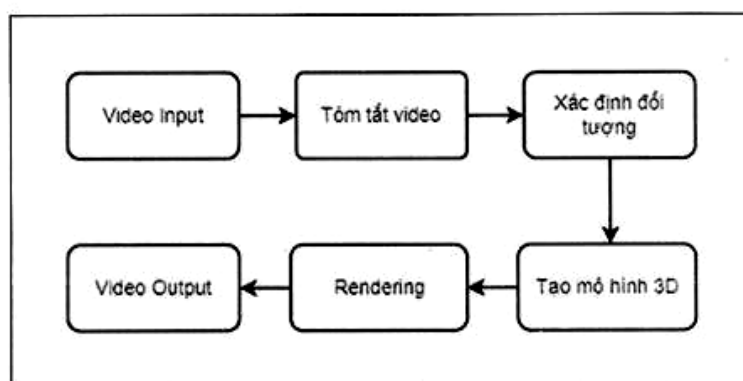 Video Input
Tóm tắt video
Xác định đối
tượng
Tạo mô hình 3D
Rendering
Video Output